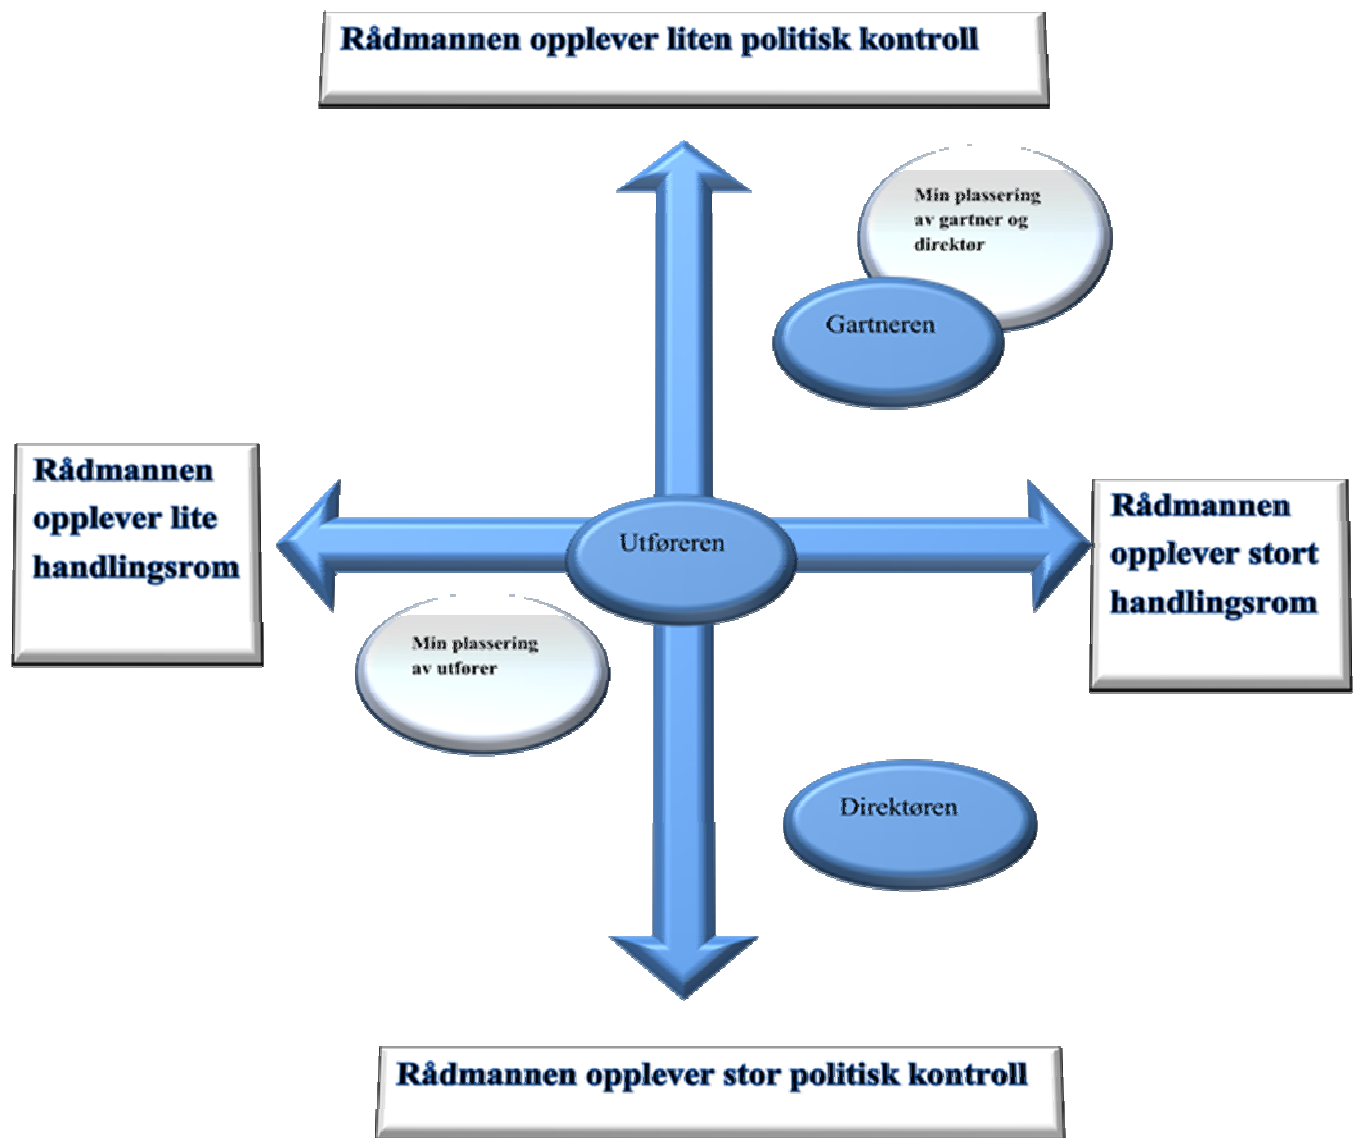 Rådmannen opplever liten politisk kontroll
Min plassering
av gartner og
direktør
Gartneren
Rådmannen
opplever lite
handlingsrom
Rådmannen
opplever stort
handlingsrom
Utføreren
Min plassering
av utfører
Direktøren
Rådmannen opplever stor politisk kontroll